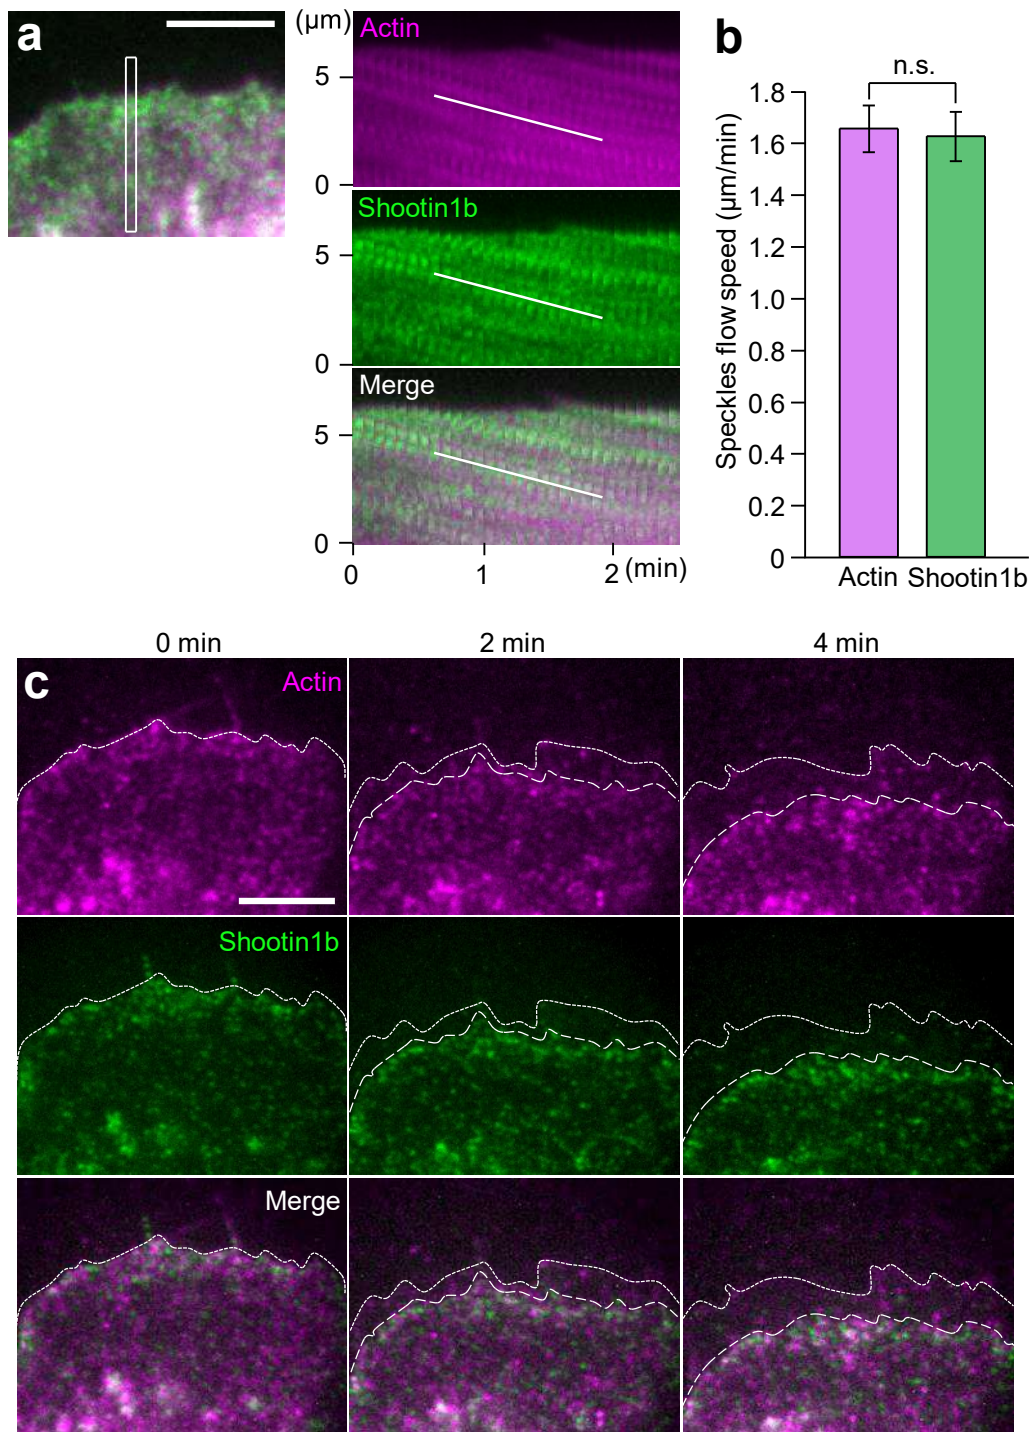 a
(μm)
Actin
5
0
Shootin1b
5
0
Merge
5
0
0
1
2
(min)
b
n.s.
Speckles flow speed (μm/min)
1.8
1.6
1.4
1.2
1.0
0.8
0.6
0.4
0.2
0
Actin
Shootin1b
0 min
2 min
4 min
c
Actin
Shootin1b
Merge